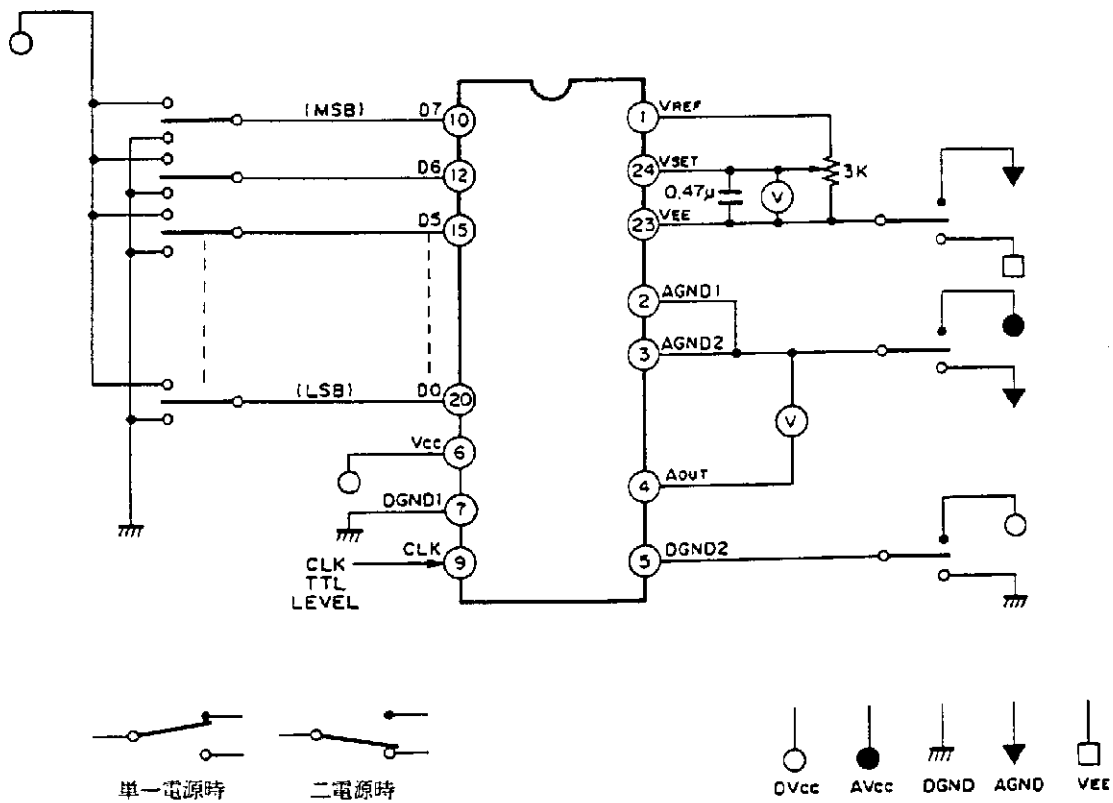 (MSB) D7
10
D6
12
D5
15
(LSB) D0
20
Vcc
6
DGND1
7
CLK
9
CLK
TTL
LEVEL
1
VREF
24
VSET
0.47μ
V
3K
23
VEE
2
AGND1
3
AGND2
V
4
AOUT
5
DGND2
単一電源時
二電源時
DVcc
AVcc
DGND
AGND
VEE